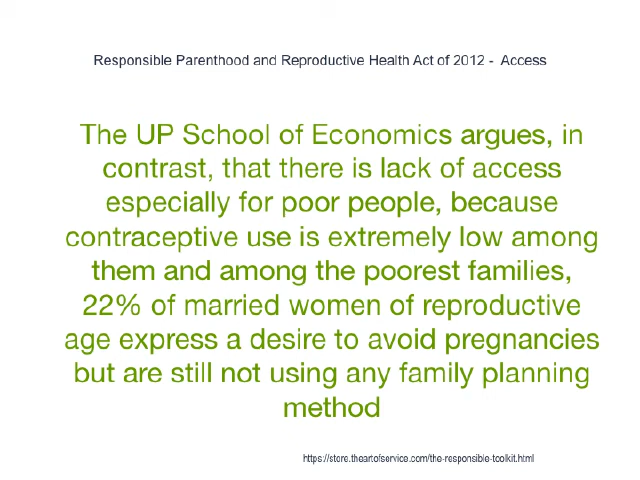 Responsible Parenthood and Reproductive Health Act of 2012 - Access
The UP School of Economics argues, in
contrast, that there is lack of access
especially for poor people, because
contraceptive use is extremely low among
them and among the poorest families,
22% of married women of reproductive
age express a desire to avoid pregnancies
but are still not using any family planning
method
https://store.theartofservice.com/the-responsible-toolkit.html